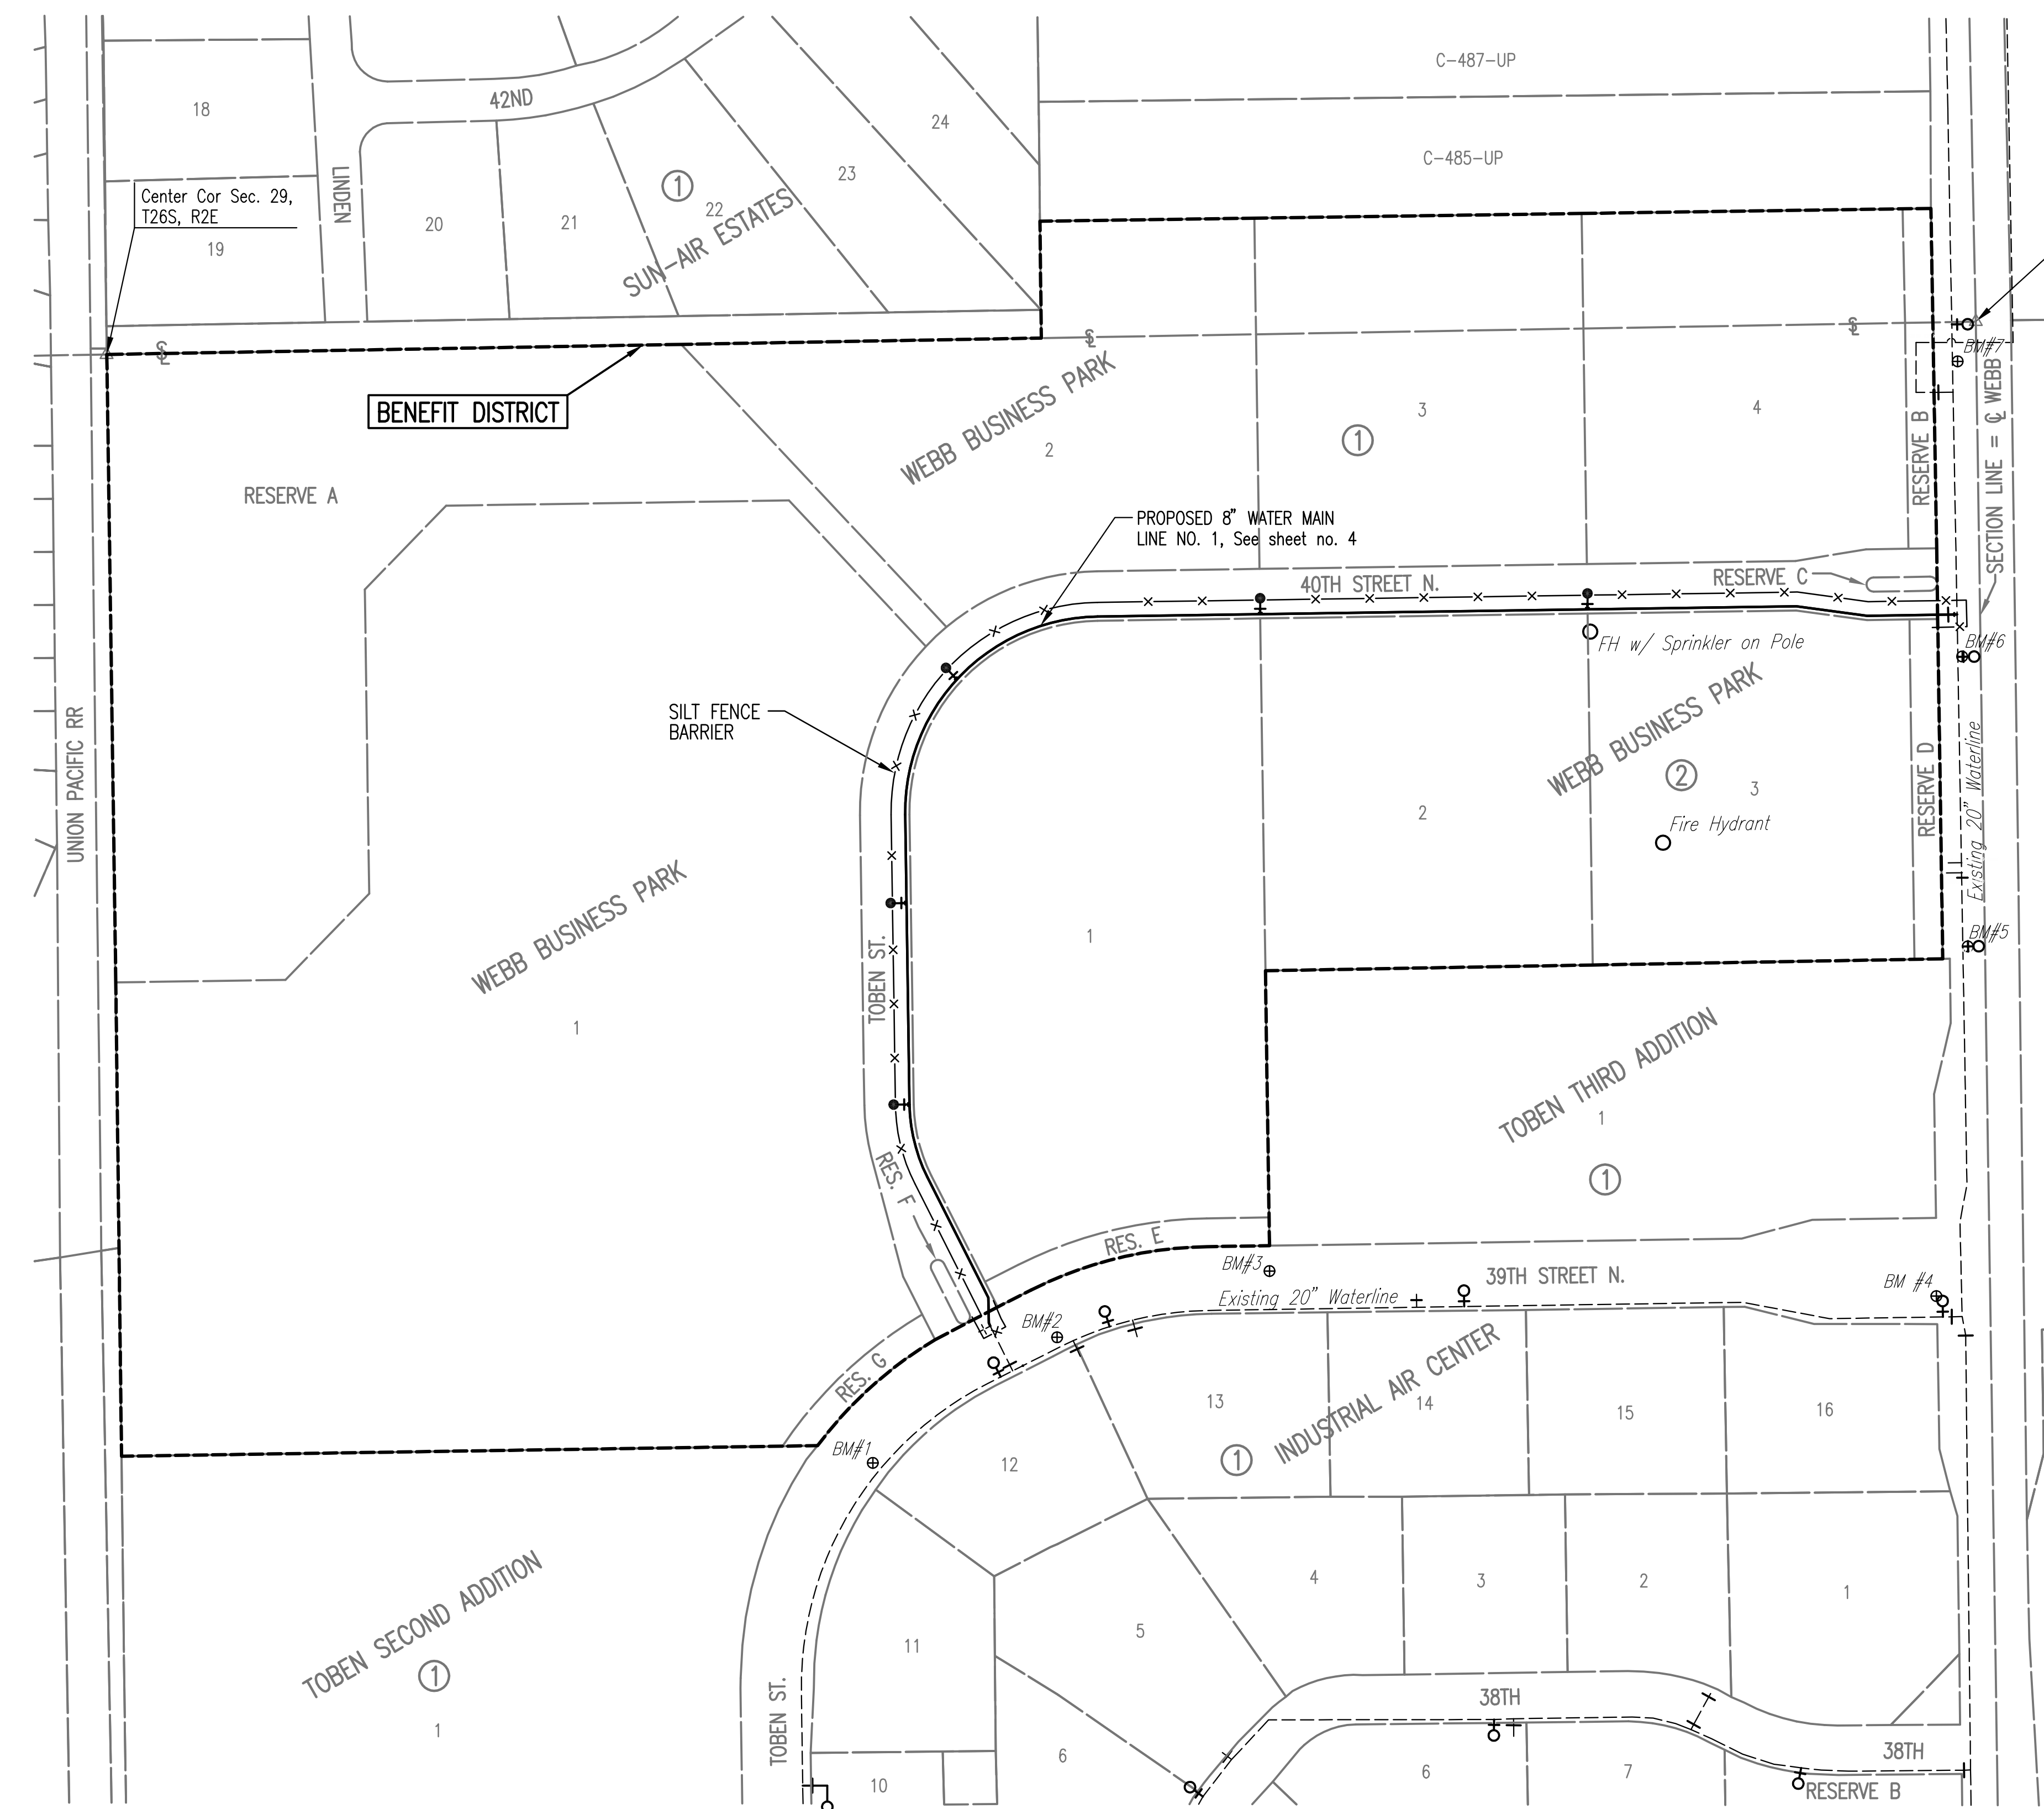 C-487-UP
42ND
18
24
C-485-UP
23
LINDEN
1
22
Center Cor Sec. 29,
T26S, R2E
20
21
19
SUN-AIR ESTATES
BM#7
BENEFIT DISTRICT
WEBB BUSINESS PARK
2
3
4
1
RESERVE B
SECTION LINE = ℄ WEBB
RESERVE A
PROPOSED 8" WATER MAIN
LINE NO. 1, See sheet no. 4
40TH STREET N.
RESERVE C
FH w/ Sprinkler on Pole
BM#6
SILT FENCE
BARRIER
WEBB BUSINESS PARK
2
3
2
UNION PACIFIC RR
RESERVE D
Existing 20" Waterline
Fire Hydrant
WEBB BUSINESS PARK
1
TOBEN ST.
1
BM#5
TOBEN THIRD ADDITION
1
1
RES. F
RES. E
BM#3
39TH STREET N.
BM #4
Existing 20" Waterline
BM#2
RES. G
INDUSTRIAL AIR CENTER
13
14
15
16
1
BM#1
12
4
3
2
1
5
11
TOBEN SECOND ADDITION
1
1
TOBEN ST.
38TH
38TH
6
10
6
7
RESERVE B